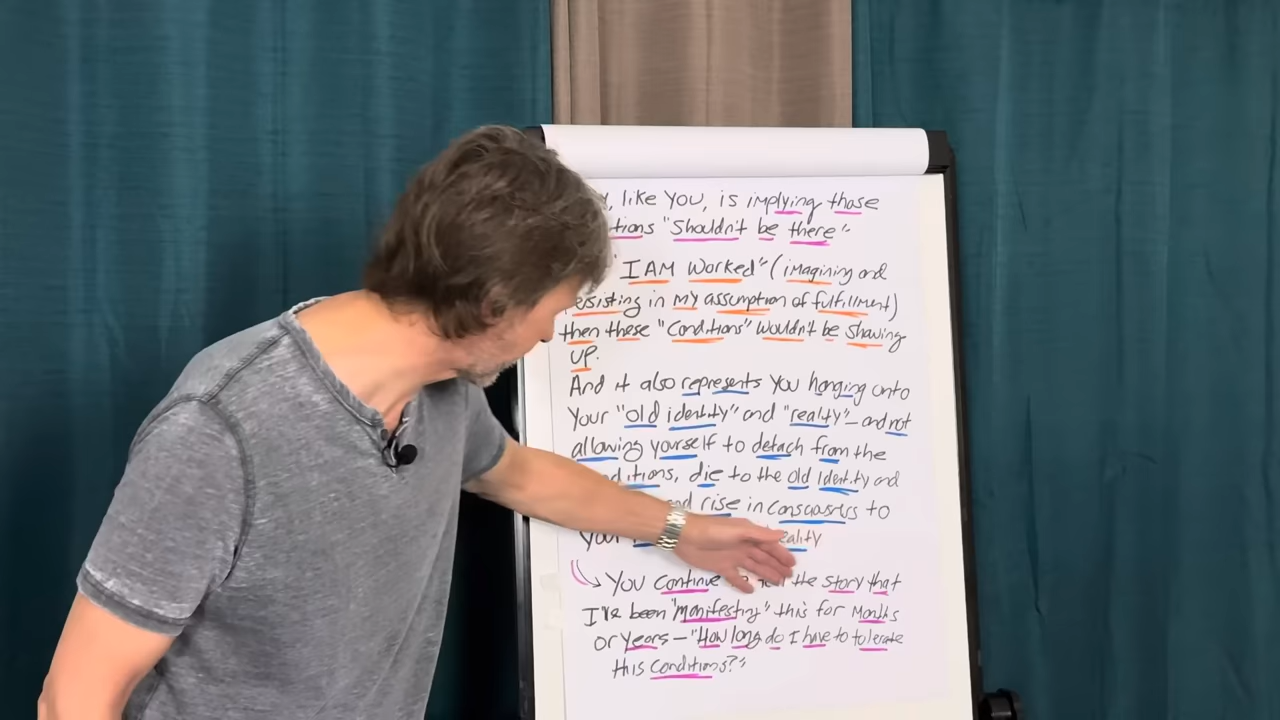 like You, is implying those
"Shouldn't be there"
"I AM Worked" (imagining and
in my assumption of fulfillment)
then these "Conditions" wouldn't be showing
up.
And it also represents You hanging onto
Your "old identity" and "reality" – and not
allowing yourself to detach from the
die to the old identity and
rise in consciousness to
You continue the story that
I've been "manifesting" this for months
or years – "How long do I have to tolerate
this conditions?"